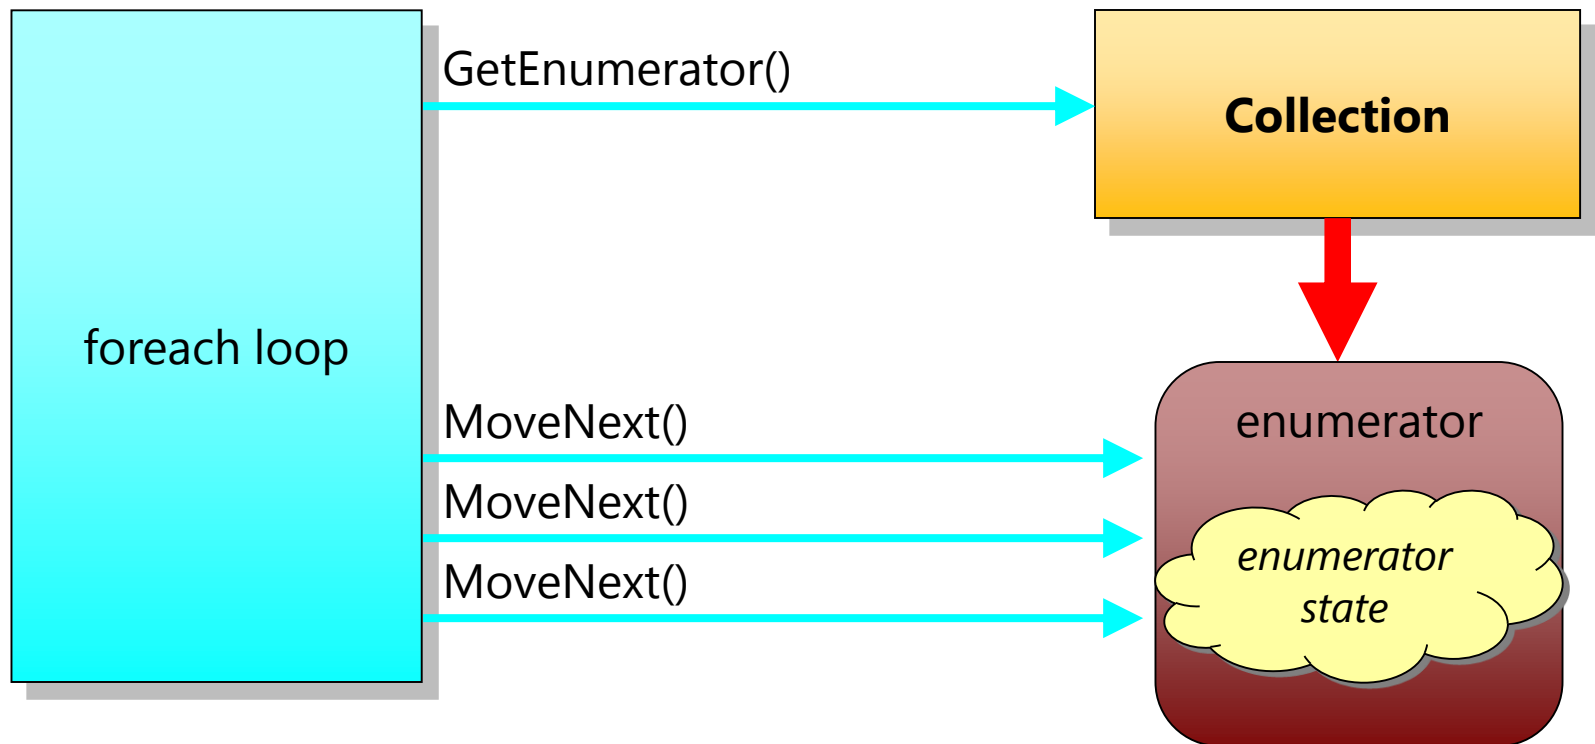 GetEnumerator()
Collection
foreach loop
MoveNext()
enumerator
MoveNext()
enumerator
state
MoveNext()